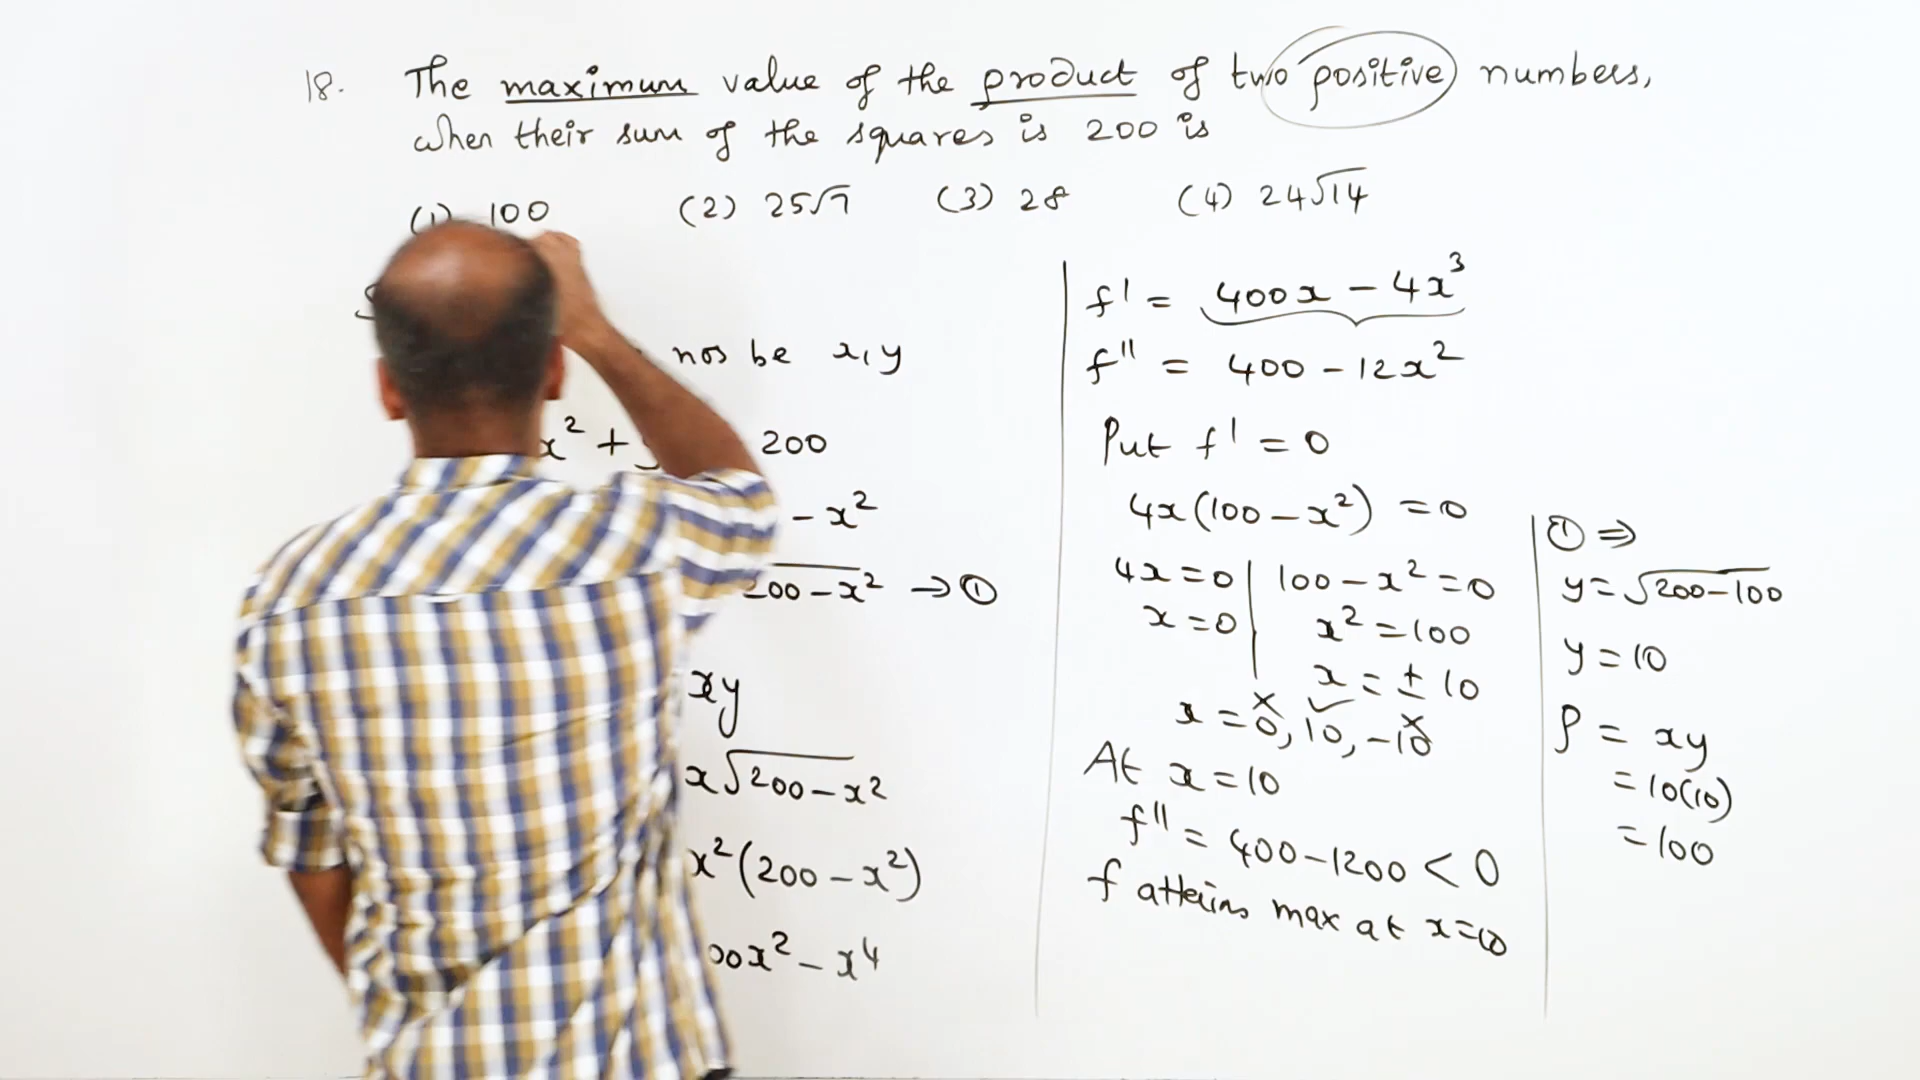 18. The maximum value of the product of two positive numbers,
when their sum of the squares is 200 is
(1) 100 (2) 25√7 (3) 28 (4) 24√14
nos be x, y
x² + 200
- x²
200 - x² → ①
xy
x√200 - x²
x²(200 - x²)
00x² - x⁴
f' = 400x - 4x³
f'' = 400 - 12x²
Put f' = 0
4x(100 - x²) = 0
4x = 0 | 100 - x² = 0
x = 0 | x² = 100
x = ± 10
x = 0, 10, -10
At x = 10
f'' = 400 - 1200 < 0
f attains max at x = 10
① ⇒
y = √200 - 100
y = 10
P = xy
= 10(10)
= 100